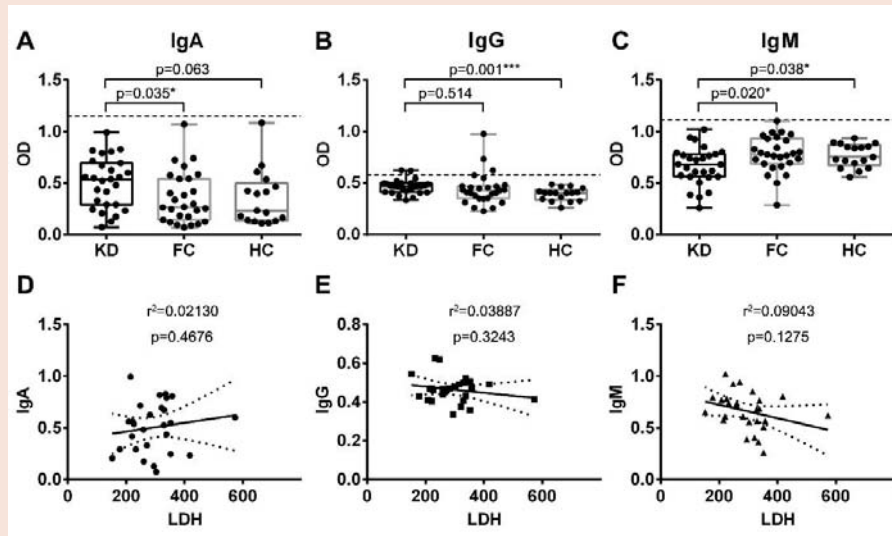 A IgA
B IgG
C IgM
p=0.063
p=0.035*
p=0.001***
p=0.514
p=0.038*
p=0.020*
OD
1.5
1.0
0.5
0.0
KD FC HC
OD
1.5
1.0
0.5
0.0
KD FC HC
OD
1.5
1.0
0.5
0.0
KD FC HC
D
r²=0.02130
p=0.4676
IgA
1.5
1.0
0.5
0.0
0 200 400 600
LDH
E
r²=0.03887
p=0.3243
IgG
0.8
0.6
0.4
0.2
0.0
0 200 400 600
LDH
F
r²=0.09043
p=0.1275
IgM
1.5
1.0
0.5
0.0
0 200 400 600
LDH